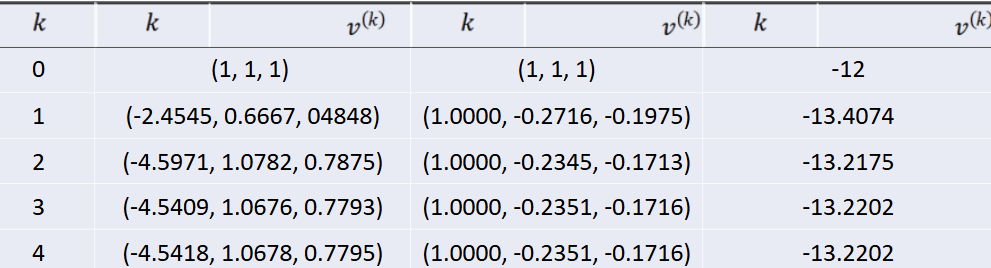 k k v^(k) k v^(k) k v^(k)
0 (1, 1, 1) (1, 1, 1) -12
1 (-2.4545, 0.6667, 04848) (1.0000, -0.2716, -0.1975) -13.4074
2 (-4.5971, 1.0782, 0.7875) (1.0000, -0.2345, -0.1713) -13.2175
3 (-4.5409, 1.0676, 0.7793) (1.0000, -0.2351, -0.1716) -13.2202
4 (-4.5418, 1.0678, 0.7795) (1.0000, -0.2351, -0.1716) -13.2202